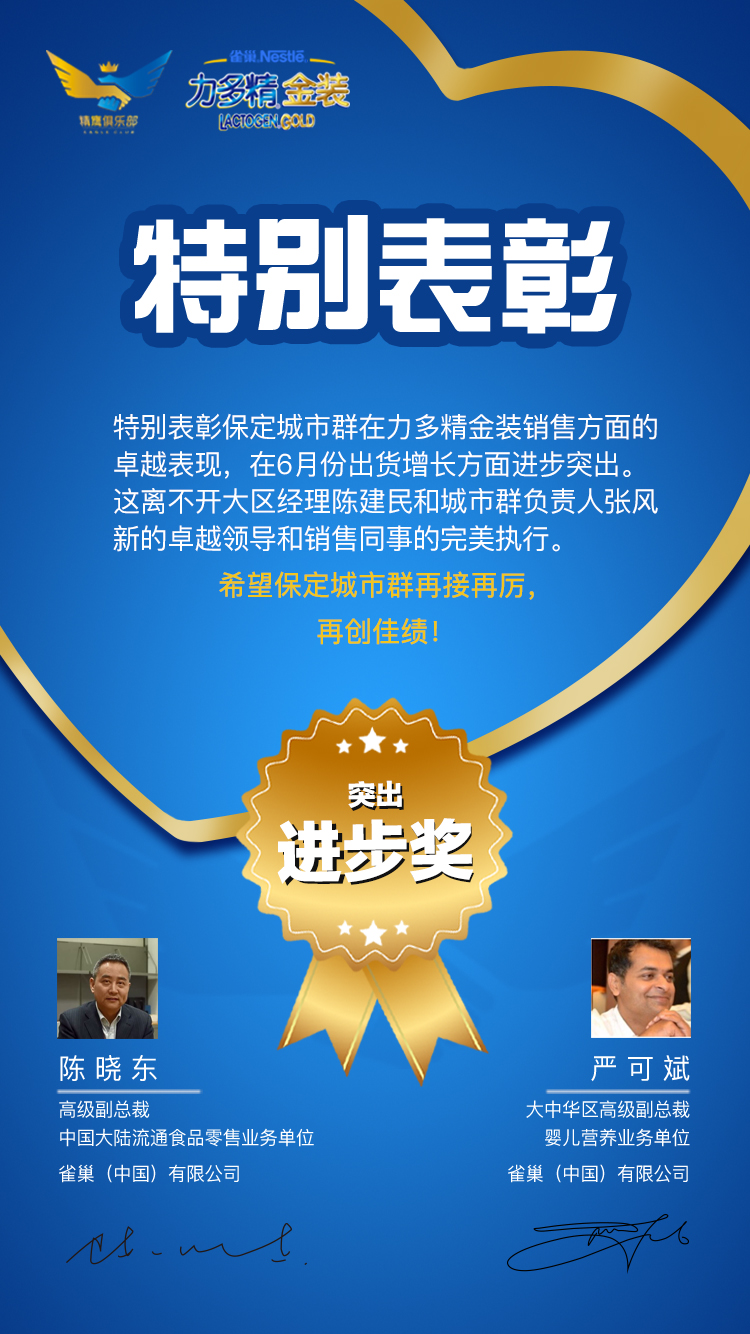 雀巢.Nestlé.
力多精 金装
LACTOGEN.GOLD
精鹰俱乐部
EAGLE CLUB
特别表彰
特别表彰保定城市群在力多精金装销售方面的
卓越表现，在6月份出货增长方面进步突出。
这离不开大区经理陈建民和城市群负责人张风
新的卓越领导和销售同事的完美执行。
希望保定城市群再接再厉，
再创佳绩！
突出
进步奖
陈晓东
高级副总裁
中国大陆流通食品零售业务单位
雀巢（中国）有限公司
严可斌
大中华区高级副总裁
婴儿营养业务单位
雀巢（中国）有限公司